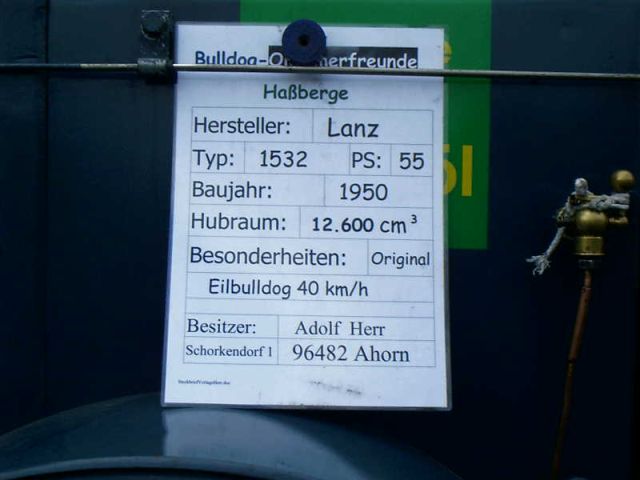 Bulldog-
Haßberge
Hersteller: Lanz
Typ: 1532 PS: 55
Baujahr: 1950
Hubraum: 12.600 cm³
Besonderheiten: Original
Eilbulldog 40 km/h
Besitzer: Adolf Herr
Schorkendorf 1 96482 Ahorn